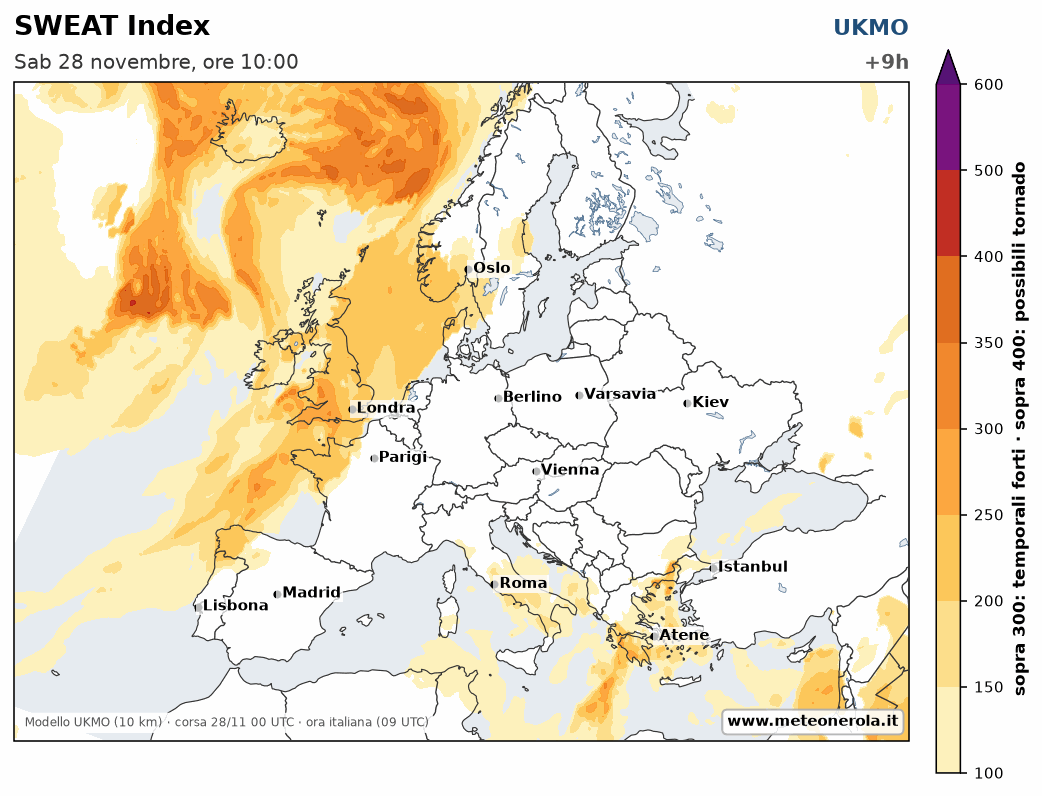 SWEAT Index
UKMO
Sab 28 novembre, ore 10:00
+9h
Oslo
Londra
Berlino
Varsavia
Kiev
Parigi
Vienna
Istanbul
Roma
Madrid
Lisbona
Atene
Modello UKMO (10 km) · corsa 28/11 00 UTC · ora italiana (09 UTC)
www.meteonerola.it
600
500
400
350
300
250
200
150
100
sopra 300: temporali forti · sopra 400: possibili tornado